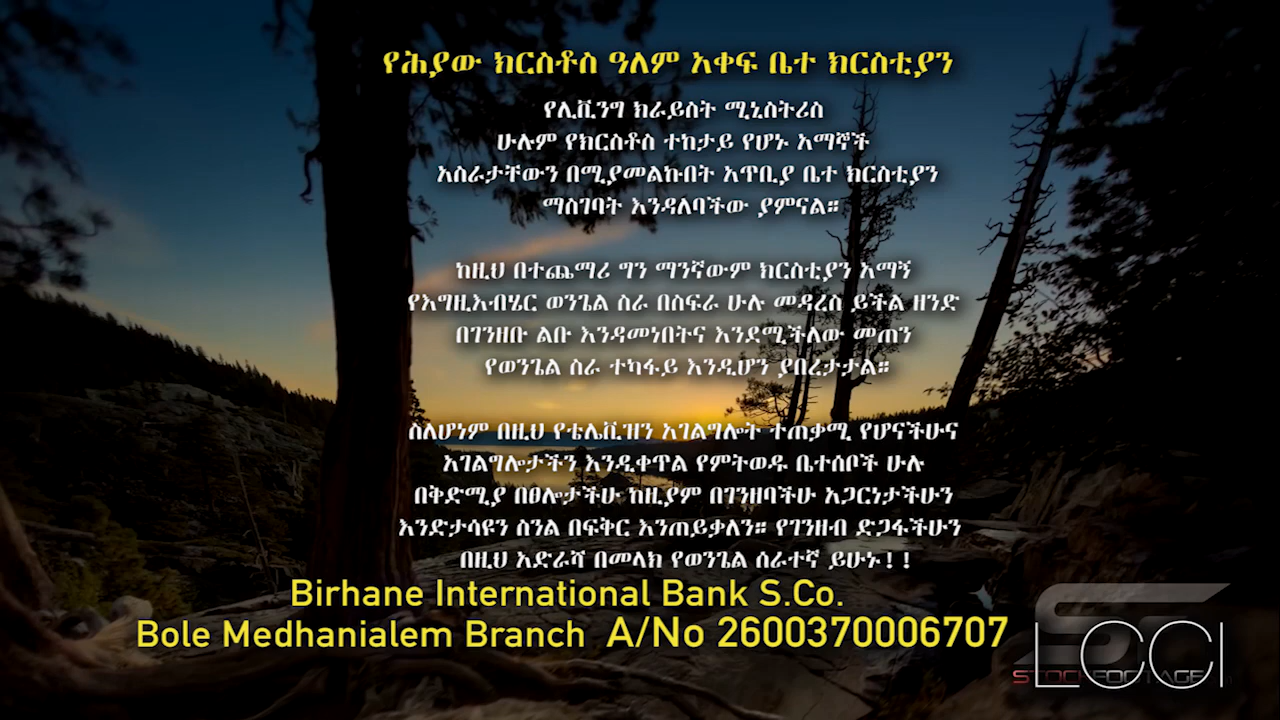 የሕያው ክርስቶስ ዓለም አቀፍ ቤተ ክርስቲያን
የሊቪንግ ክራይስት ሚኒስትሪስ
ሁሉም የክርስቶስ ተከታይ የሆኑ አማኞች
አስራታቸውን በሚያመልኩበት አጥቢያ ቤተ ክርስቲያን
ማስገባት እንዳለባችው ያምናል።
ከዚህ በተጨማሪ ግን ማንኛውም ክርስቲያን አማኝ
የእግዚአብሄር ወንጌል ስራ በስፍራ ሁሉ መዳረስ ይችል ዘንድ
በገንዘቡ ልቡ እንዳመነበትና እንደሚችለው መጠን
የወንጌል ስራ ተካፋይ እንዲሆን ያበረታታል።
ስለሆነም በዚህ የቴሌቪዝን አገልግሎት ተጠቃሚ የሆናችሁና
አገልግሎታችን እንዲቀጥል የምትወዱ ቤተሰቦች ሁሉ
በቅድሚያ በፀሎታችሁ ከዚያም በገንዘባችሁ አጋርነታችሁን
እንድታሳዩን ስንል በፍቅር እንጠይቃለን። የገንዘብ ድጋፋችሁን
በዚህ አድራሻ በመላክ የወንጌል ሰራተኛ ይሁኑ!!
Birhane International Bank S.Co.
Bole Medhanialem Branch A/No 2600370006707
LCCI
STOCKFOOTAGE